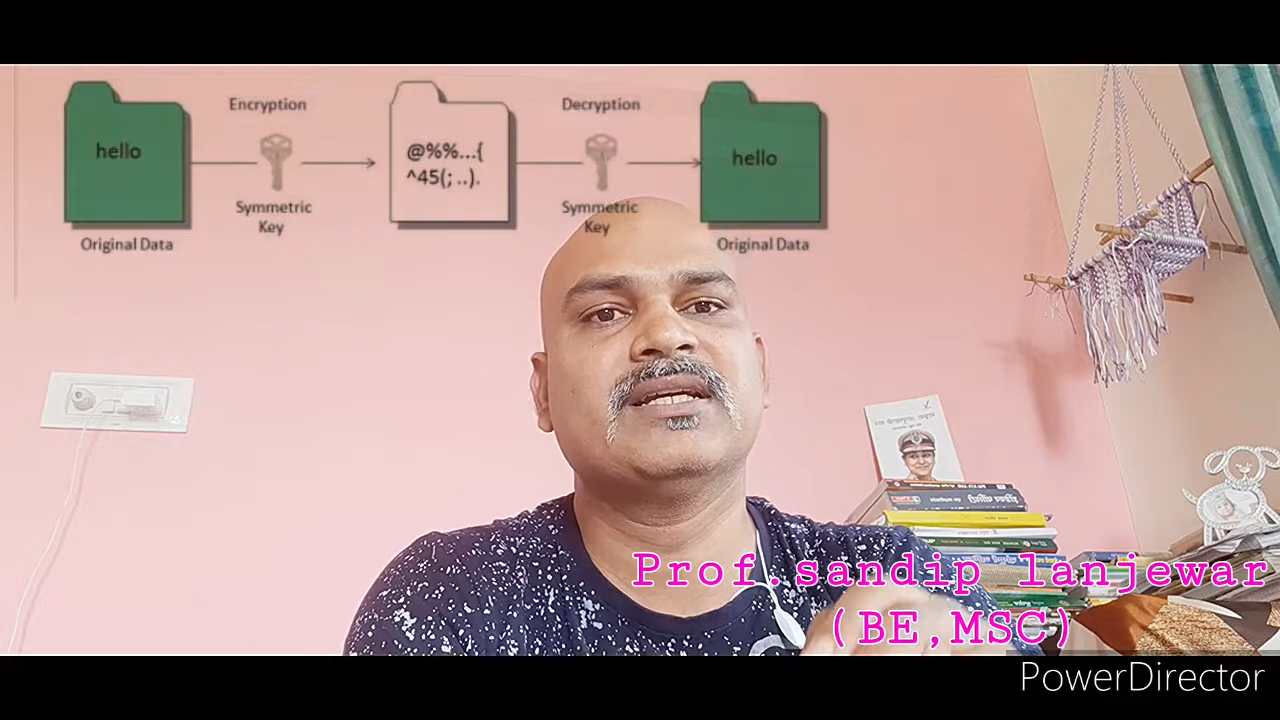 Encryption
Decryption
hello
@%%...{
^45(; ..).
hello
Symmetric
Key
Symmetric
Key
Original Data
Original Data
Prof.sandip lanjewar
(BE,MSC)
PowerDirector